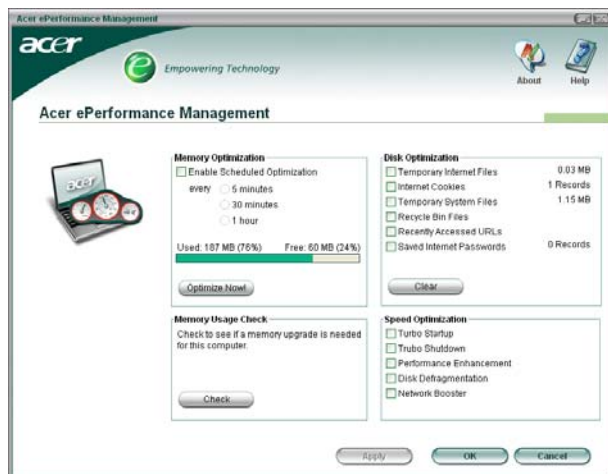 Acer ePerformance Management
acer
Empowering Technology
About
Help
Acer ePerformance Management
Memory Optimization
Enable Scheduled Optimization
every
5 minutes
30 minutes
1 hour
Used: 187 MB (76%) Free: 60 MB (24%)
Optimize Now!
Disk Optimization
Temporary Internet Files 0.03 MB
Internet Cookies 1 Records
Temporary System Files 1.15 MB
Recycle Bin Files
Recently Accessed URLs
Saved Internet Passwords 0 Records
Clear
Memory Usage Check
Check to see if a memory upgrade is needed
for this computer.
Check
Speed Optimization
Turbo Startup
Trubo Shutdown
Performance Enhancement
Disk Defragmentation
Network Booster
Apply
OK
Cancel